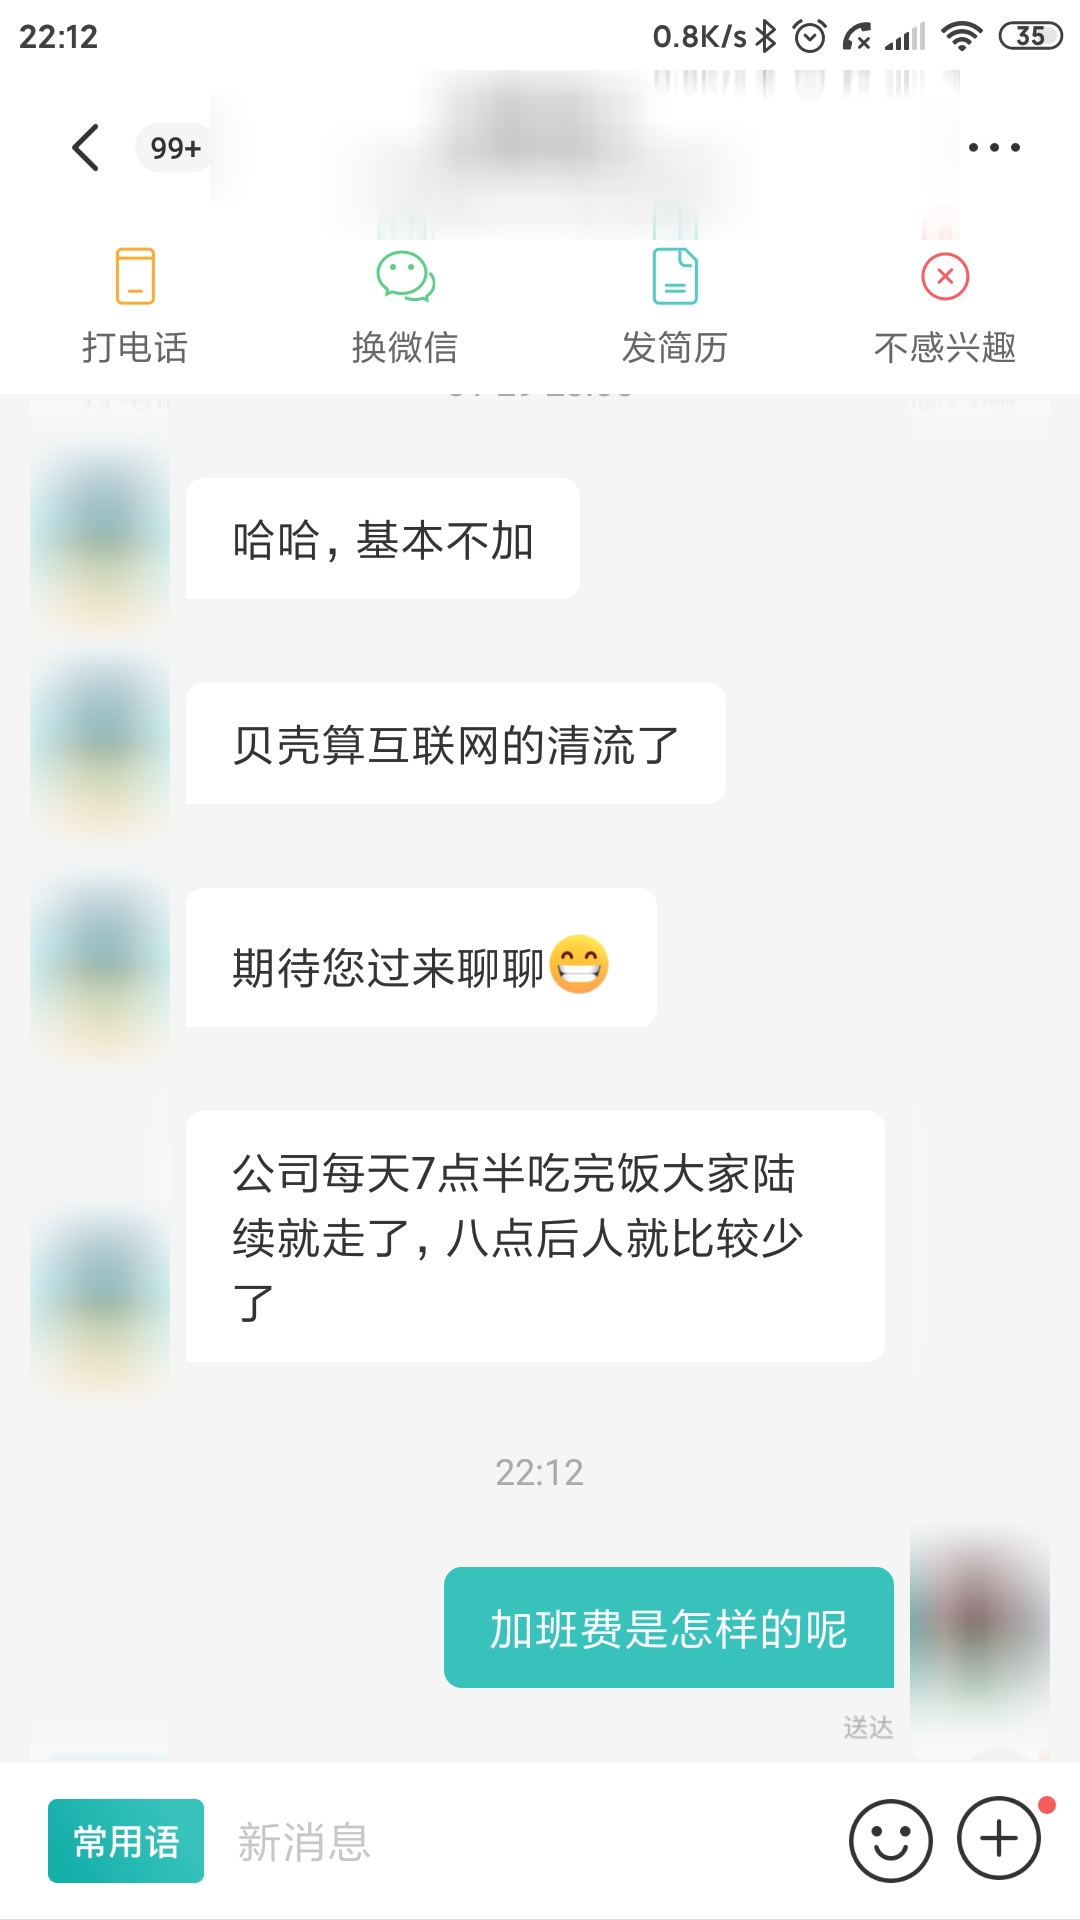 22:12
0.8K/s
35
99+
打电话
换微信
发简历
不感兴趣
哈哈，基本不加
贝壳算互联网的清流了
期待您过来聊聊😁
公司每天7点半吃完饭大家陆
续就走了，八点后人就比较少
了
22:12
加班费是怎样的呢
送达
常用语
新消息